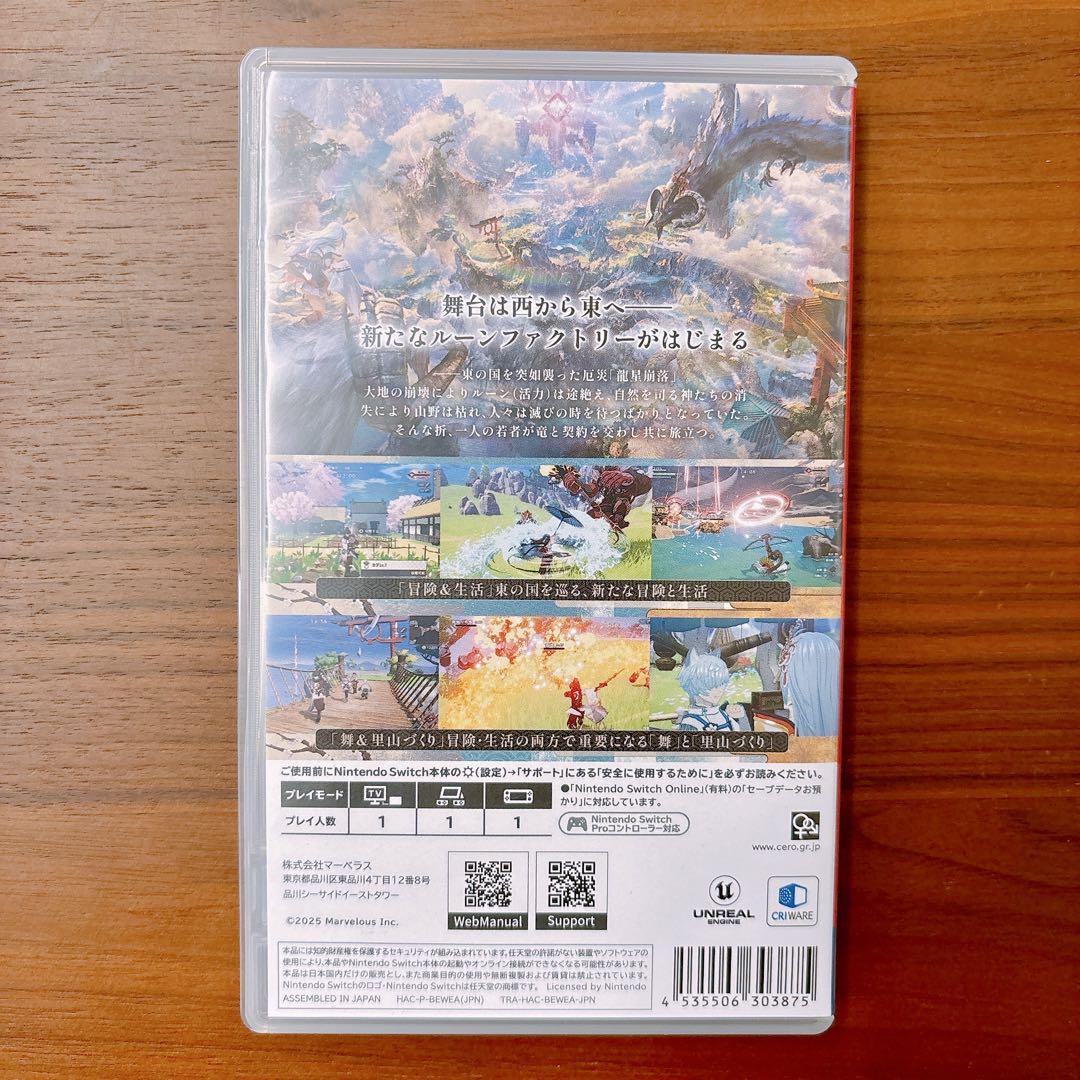 舞台は西から東へ――
新たなルーンファクトリーがはじまる
――東の国を突如襲った厄災「龍星崩落」
大地の崩壊によりルーン（活力）は途絶え、自然を司る神たちの消
失により山野は枯れ、人々は滅びの時を待つばかりとなっていた。
そんな折、一人の若者が竜と契約を交わし共に旅立つ。
「冒険＆生活」東の国を巡る、新たな冒険と生活
「舞＆里山づくり」冒険・生活の両方で重要になる「舞」と「里山づくり」
ご使用前にNintendo Switch本体の（設定）→「サポート」にある「安全に使用するために」を必ずお読みください。
プレイモード TV
プレイ人数 1 1 1
●「Nintendo Switch Online」（有料）の「セーブデータお預
かり」に対応しています。
Nintendo Switch
Proコントローラー対応
www.cero.gr.jp
株式会社マーベラス
東京都品川区東品川4丁目12番8号
品川シーサイドイーストタワー
©2025 Marvelous Inc.
WebManual
Support
UNREAL
ENGINE
CRIWARE
本品には知的財産権を保護するセキュリティが組み込まれています。任天堂の許諾がない装置やソフトウェアの
使用により、本品やNintendo Switch本体の起動やオンライン接続ができなくなる可能性があります。
本品は日本国内だけの販売とし、また商業目的の使用や無断複製および賃貸は禁止されています。
Nintendo Switchのロゴ・Nintendo Switchは任天堂の商標です。 Licensed by Nintendo
ASSEMBLED IN JAPAN HAC-P-BEWEA(JPN) TRA-HAC-BEWEA-JPN
4 535506 303875